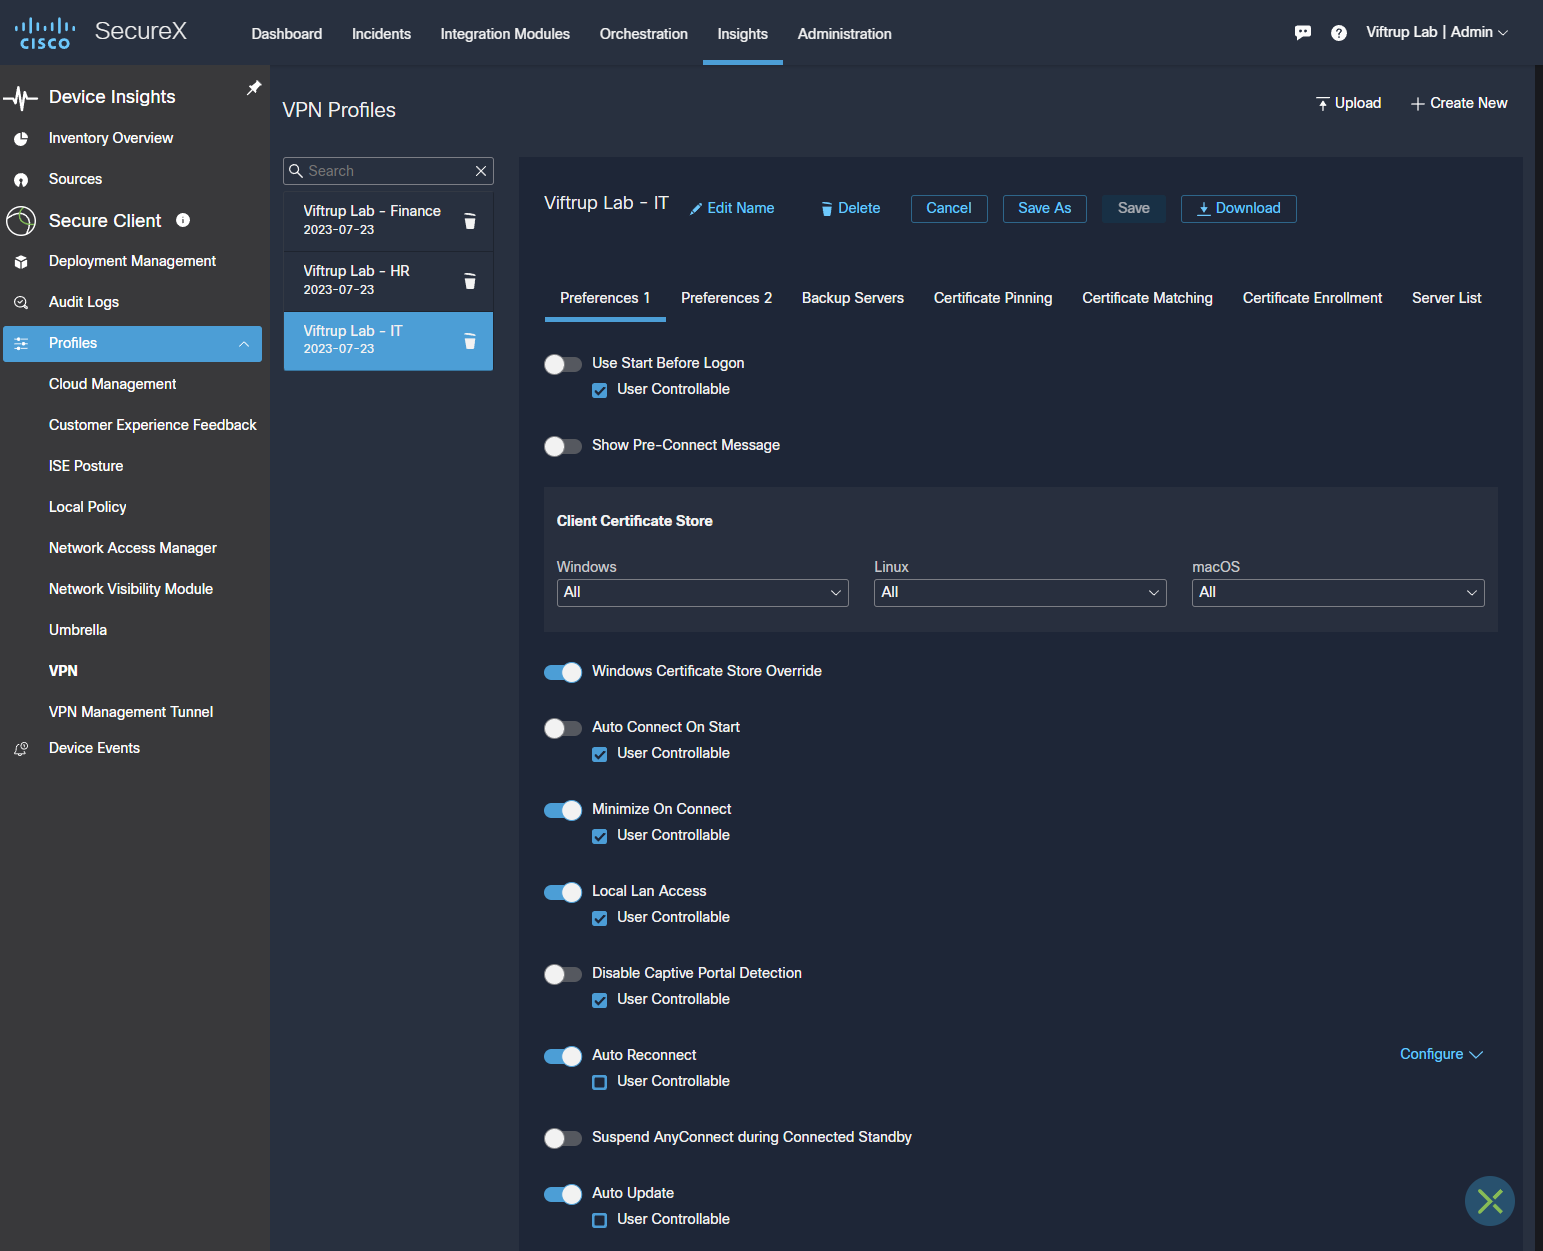 CISCO
SecureX
Dashboard
Incidents
Integration Modules
Orchestration
Insights
Administration
Viftrup Lab | Admin
Device Insights
Inventory Overview
Sources
Secure Client
Deployment Management
Audit Logs
Profiles
Cloud Management
Customer Experience Feedback
ISE Posture
Local Policy
Network Access Manager
Network Visibility Module
Umbrella
VPN
VPN Management Tunnel
Device Events
VPN Profiles
Upload
Create New
Search
Viftrup Lab - Finance
2023-07-23
Viftrup Lab - HR
2023-07-23
Viftrup Lab - IT
2023-07-23
Viftrup Lab - IT
Edit Name
Delete
Cancel
Save As
Save
Download
Preferences 1
Preferences 2
Backup Servers
Certificate Pinning
Certificate Matching
Certificate Enrollment
Server List
Use Start Before Logon
User Controllable
Show Pre-Connect Message
Client Certificate Store
Windows
All
Linux
All
macOS
All
Windows Certificate Store Override
Auto Connect On Start
User Controllable
Minimize On Connect
User Controllable
Local Lan Access
User Controllable
Disable Captive Portal Detection
User Controllable
Auto Reconnect
Configure
User Controllable
Suspend AnyConnect during Connected Standby
Auto Update
User Controllable